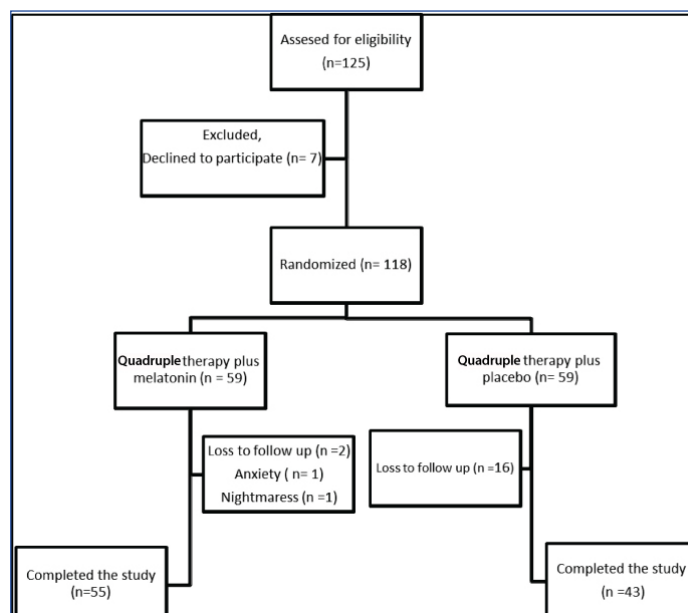 Assesed for eligibility
(n=125)
Excluded,
Declined to participate (n= 7)
Randomized (n= 118)
Quadruple therapy plus
melatonin (n = 59)
Quadruple therapy plus
placebo (n= 59)
Loss to follow up (n =2)
Anxiety ( n= 1)
Nightmaress (n =1)
Loss to follow up (n =16)
Completed the study
(n=55)
Completed the study
(n =43)